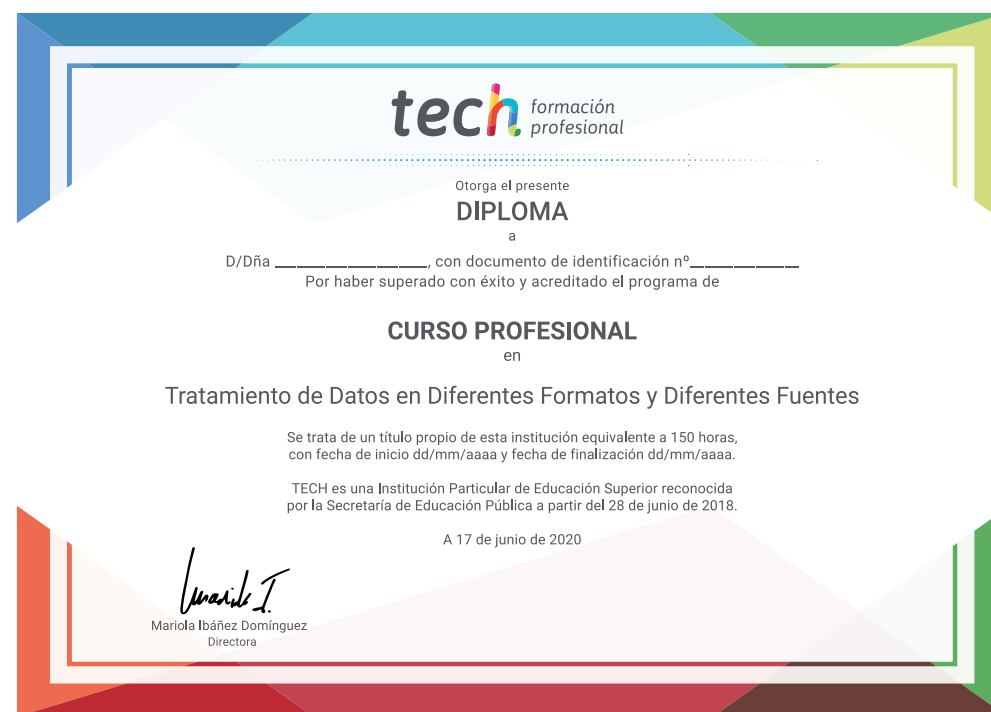 tech formación
profesional
Otorga el presente
DIPLOMA
a
D/Dña ____________________, con documento de identificación nº______________
Por haber superado con éxito y acreditado el programa de
CURSO PROFESIONAL
en
Tratamiento de Datos en Diferentes Formatos y Diferentes Fuentes
Se trata de un título propio de esta institución equivalente a 150 horas,
con fecha de inicio dd/mm/aaaa y fecha de finalización dd/mm/aaaa.
TECH es una Institución Particular de Educación Superior reconocida
por la Secretaría de Educación Pública a partir del 28 de junio de 2018.
A 17 de junio de 2020
Mariola Ibáñez Domínguez
Directora